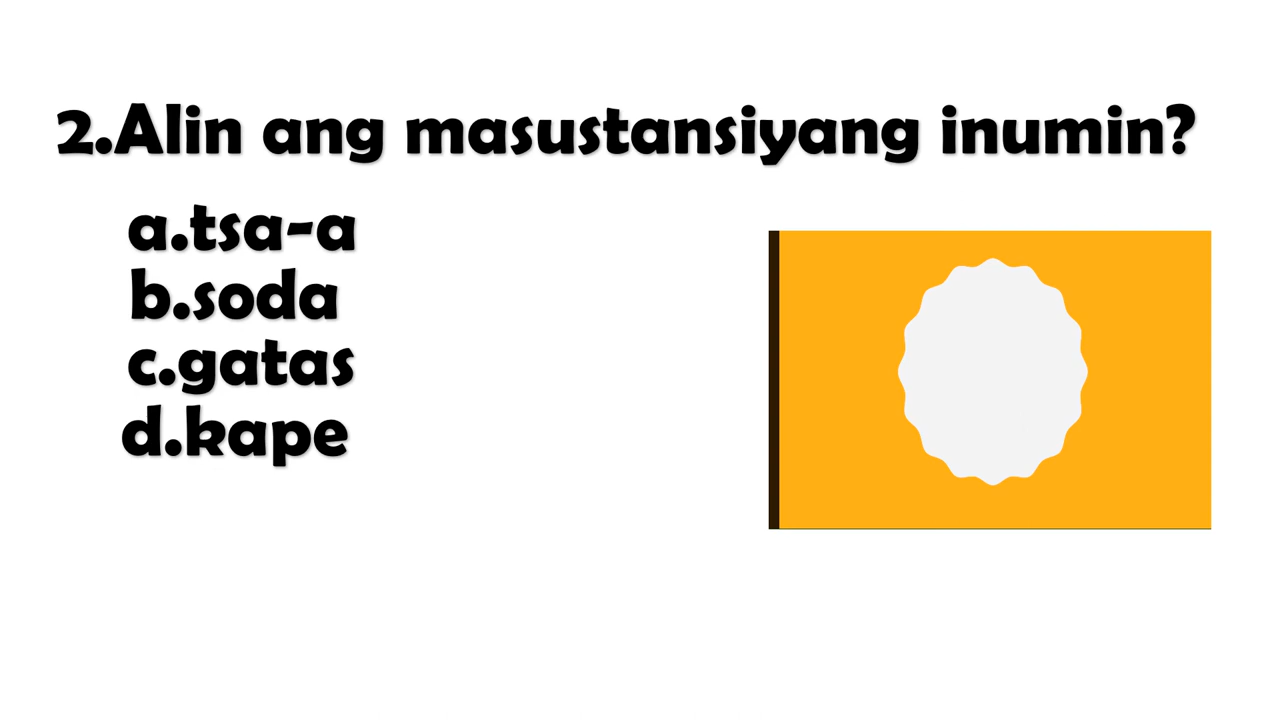 2.Alin ang masustansiyang inumin?
a.tsa-a
b.soda
c.gatas
d.kape